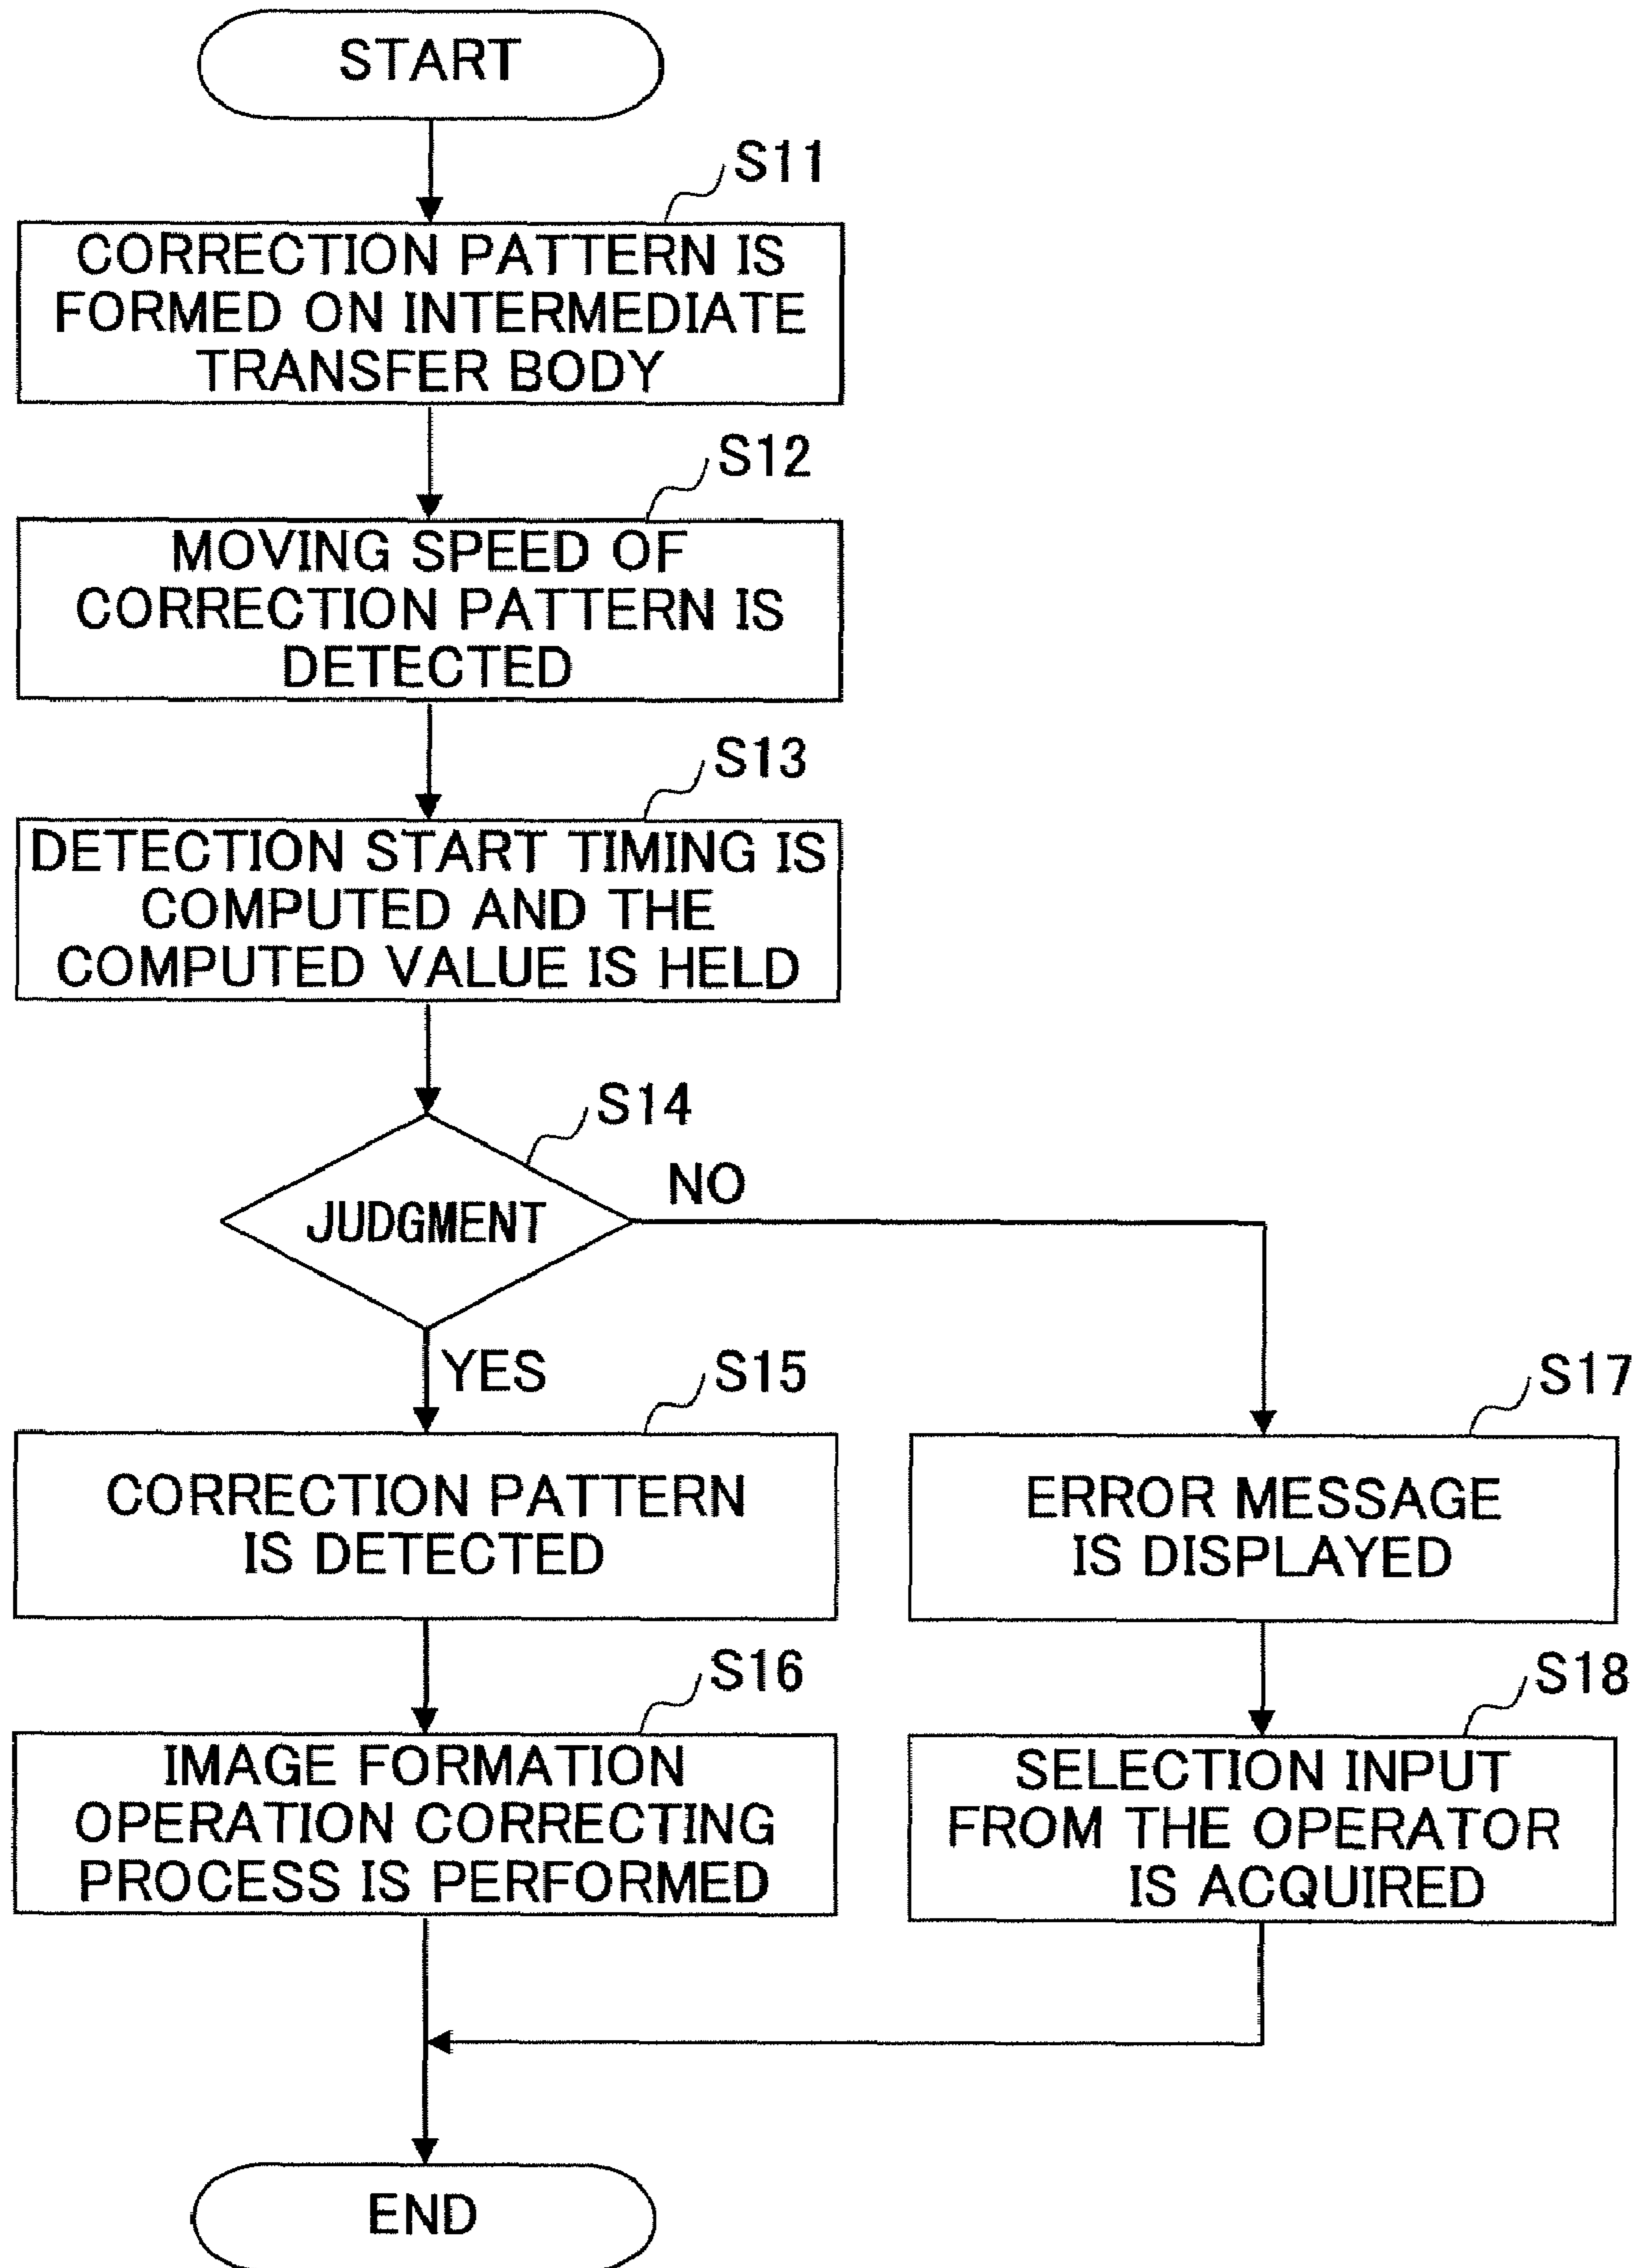 START
S11
CORRECTION PATTERN IS
FORMED ON INTERMEDIATE
TRANSFER BODY
S12
MOVING SPEED OF
CORRECTION PATTERN IS
DETECTED
S13
DETECTION START TIMING IS
COMPUTED AND THE
COMPUTED VALUE IS HELD
S14
JUDGMENT
NO
YES
S15
CORRECTION PATTERN
IS DETECTED
S16
IMAGE FORMATION
OPERATION CORRECTING
PROCESS IS PERFORMED
S17
ERROR MESSAGE
IS DISPLAYED
S18
SELECTION INPUT
FROM THE OPERATOR
IS ACQUIRED
END